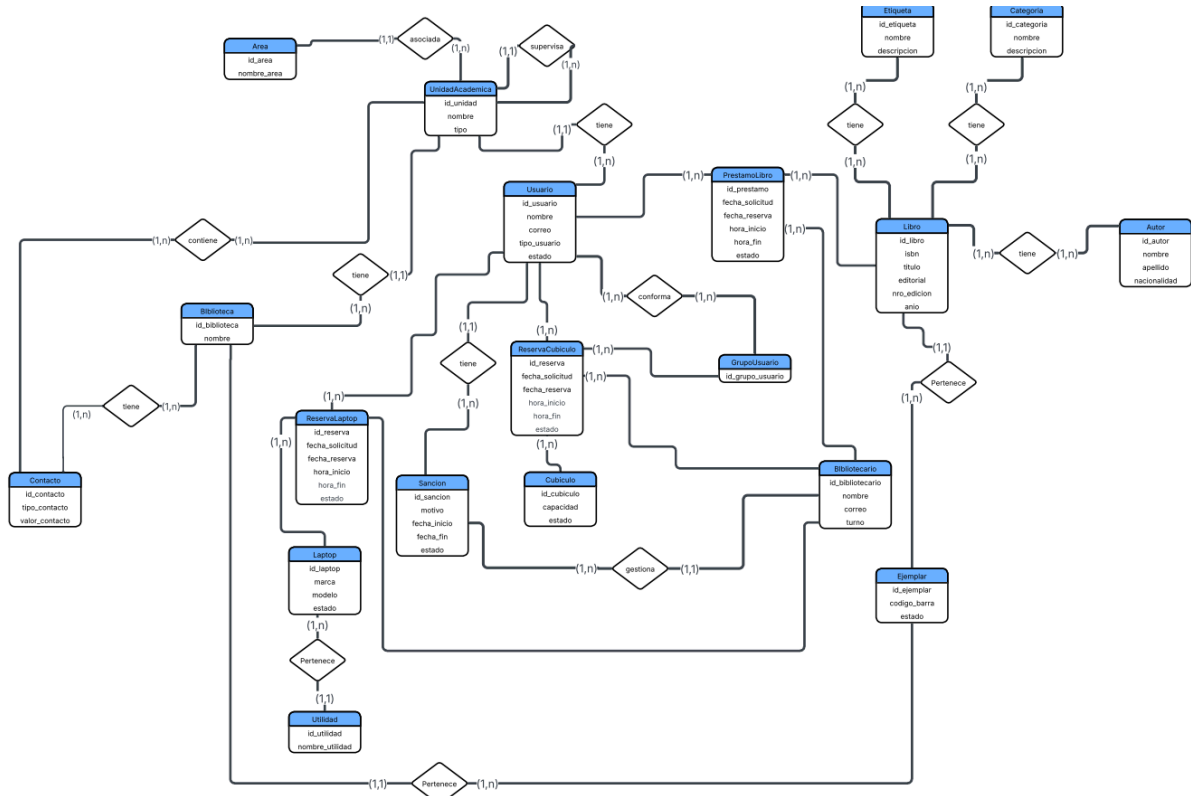 Etiqueta
id_etiqueta
nombre
descripcion
Categoria
id_categoria
nombre
descripcion
Area
id_area
nombre_area
(1,1)
asociada
(1,n)
(1,1)
supervisa
(1,n)
UnidadAcademica
id_unidad
nombre
tipo
(1,1)
tiene
(1,n)
(1,n)
tiene
(1,n)
(1,n)
tiene
(1,n)
Usuario
id_usuario
nombre
correo
tipo_usuario
estado
(1,n)
PrestamoLibro
id_prestamo
fecha_solicitud
fecha_reserva
hora_inicio
hora_fin
estado
(1,n)
(1,n)
Libro
id_libro
isbn
titulo
editorial
nro_edicion
anio
(1,n)
tiene
(1,n)
Autor
id_autor
nombre
apellido
nacionalidad
(1,n)
contiene
(1,n)
(1,1)
tiene
(1,n)
Biblioteca
id_biblioteca
nombre
(1,n)
conforma
(1,n)
(1,1)
tiene
(1,n)
(1,n)
ReservaCubiculo
id_reserva
fecha_solicitud
fecha_reserva
hora_inicio
hora_fin
estado
(1,n)
(1,n)
(1,n)
(1,n)
GrupoUsuario
id_grupo_usuario
(1,1)
Pertenece
(1,n)
(1,n)
tiene
(1,n)
(1,n)
ReservaLaptop
id_reserva
fecha_solicitud
fecha_reserva
hora_inicio
hora_fin
estado
(1,n)
Contacto
id_contacto
tipo_contacto
valor_contacto
Sancion
id_sancion
motivo
fecha_inicio
fecha_fin
estado
Cubiculo
id_cubiculo
capacidad
estado
Bibliotecario
id_bibliotecario
nombre
correo
turno
(1,n)
gestiona
(1,1)
Laptop
id_laptop
marca
modelo
estado
(1,n)
Pertenece
(1,1)
Utilidad
id_utilidad
nombre_utilidad
Ejemplar
id_ejemplar
codigo_barra
estado
(1,1)
Pertenece
(1,n)